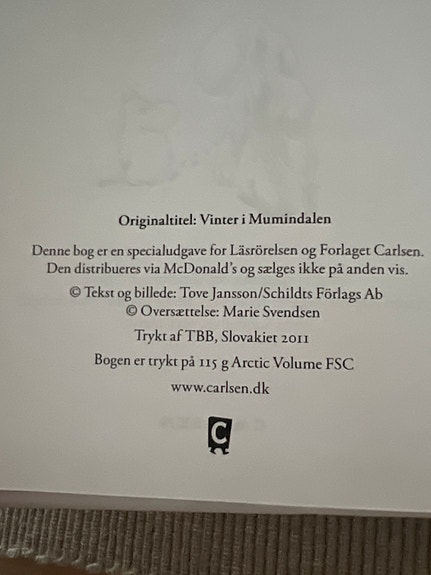 Originaltitel: Vinter i Mumindalen
Denne bog er en specialudgave for Läsrörelsen og Forlaget Carlsen.
Den distribueres via McDonald's og sælges ikke på anden vis.
© Tekst og billede: Tove Jansson/Schildts Förlags Ab
© Oversættelse: Marie Svendsen
Trykt af TBB, Slovakiet 2011
Bogen er trykt på 115 g Arctic Volume FSC
www.carlsen.dk
C